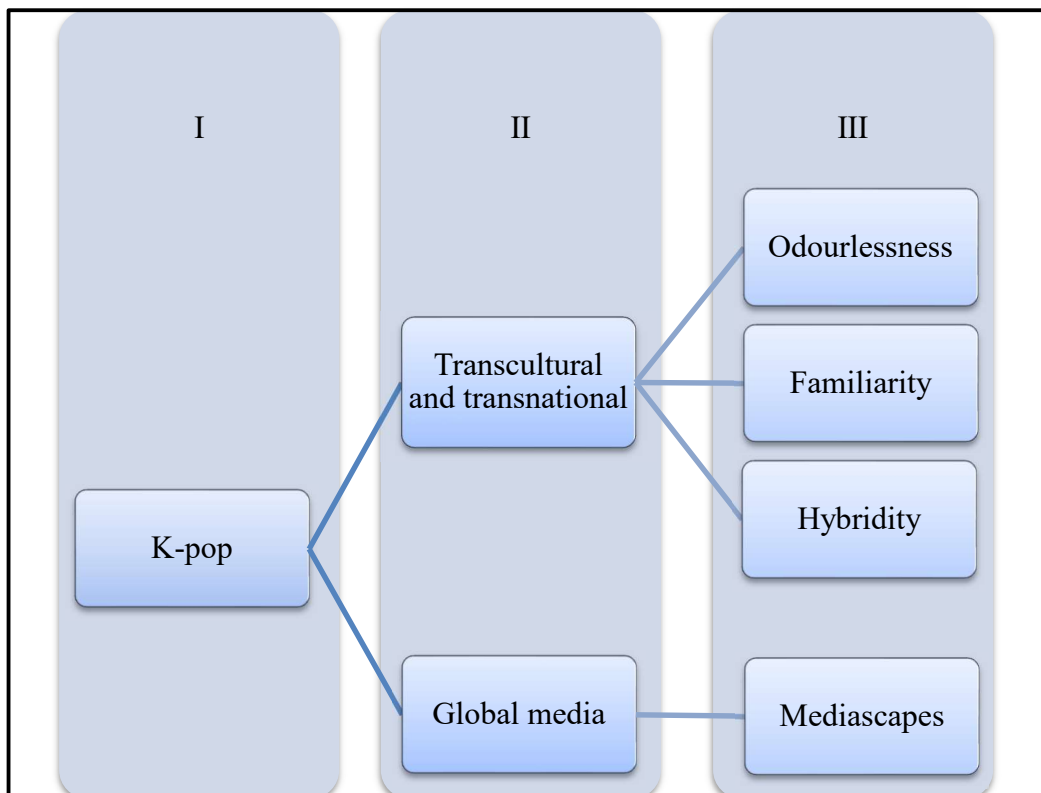 I
II
III
K-pop
Transcultural
and transnational
Global media
Odourlessness
Familiarity
Hybridity
Mediascapes